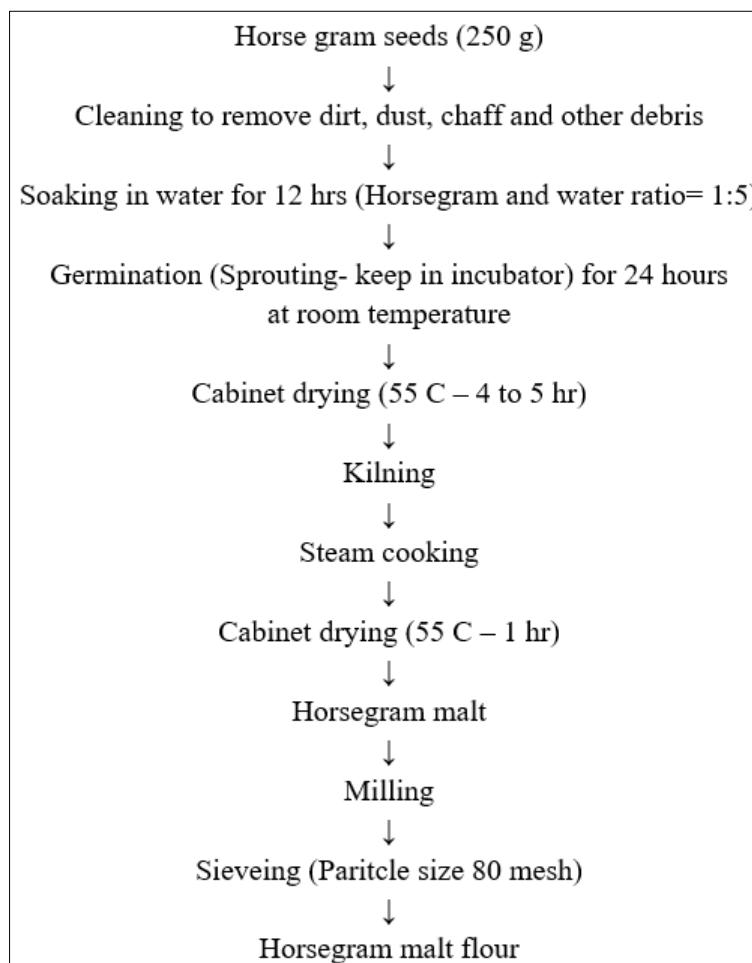 Horse gram seeds (250 g)
↓
Cleaning to remove dirt, dust, chaff and other debris
↓
Soaking in water for 12 hrs (Horsegram and water ratio= 1:5)
↓
Germination (Sprouting- keep in incubator) for 24 hours
at room temperature
↓
Cabinet drying (55 C – 4 to 5 hr)
↓
Kilning
↓
Steam cooking
↓
Cabinet drying (55 C – 1 hr)
↓
Horsegram malt
↓
Milling
↓
Sieveing (Paritcle size 80 mesh)
↓
Horsegram malt flour